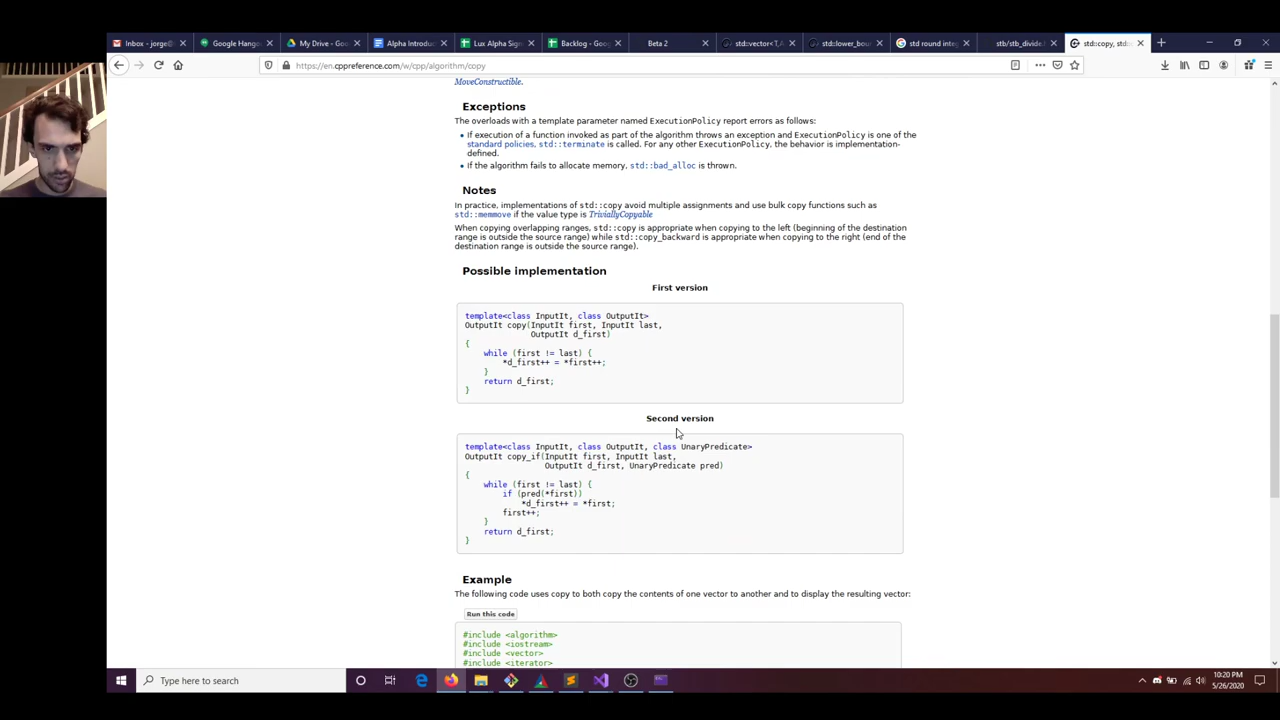 Inbox - jorge@
Google Hangou
My Drive - Goo
Alpha Introduc
Lux Alpha Sign
Backlog - Goog
Beta 2
std::vector<T,A
std::lower_bou
std round integ
stb/stb_divide.l
std::copy, std:
https://en.cppreference.com/w/cpp/algorithm/copy
MoveConstructible.
Exceptions
The overloads with a template parameter named ExecutionPolicy report errors as follows:
If execution of a function invoked as part of the algorithm throws an exception and ExecutionPolicy is one of the
standard policies, std::terminate is called. For any other ExecutionPolicy, the behavior is implementation-
defined.
If the algorithm fails to allocate memory, std::bad_alloc is thrown.
Notes
In practice, implementations of std::copy avoid multiple assignments and use bulk copy functions such as
std::memmove if the value type is TriviallyCopyable
When copying overlapping ranges, std::copy is appropriate when copying to the left (beginning of the destination
range is outside the source range) while std::copy_backward is appropriate when copying to the right (end of the
destination range is outside the source range).
Possible implementation
First version
template<class InputIt, class OutputIt>
OutputIt copy(InputIt first, InputIt last,
OutputIt d_first)
{
while (first != last) {
*d_first++ = *first++;
}
return d_first;
}
Second version
template<class InputIt, class OutputIt, class UnaryPredicate>
OutputIt copy_if(InputIt first, InputIt last,
OutputIt d_first, UnaryPredicate pred)
{
while (first != last) {
if (pred(*first))
*d_first++ = *first;
first++;
}
return d_first;
}
Example
The following code uses copy to both copy the contents of one vector to another and to display the resulting vector:
Run this code
#include <algorithm>
#include <iostream>
#include <vector>
#include <iterator>
Type here to search
10:20 PM
5/26/2020